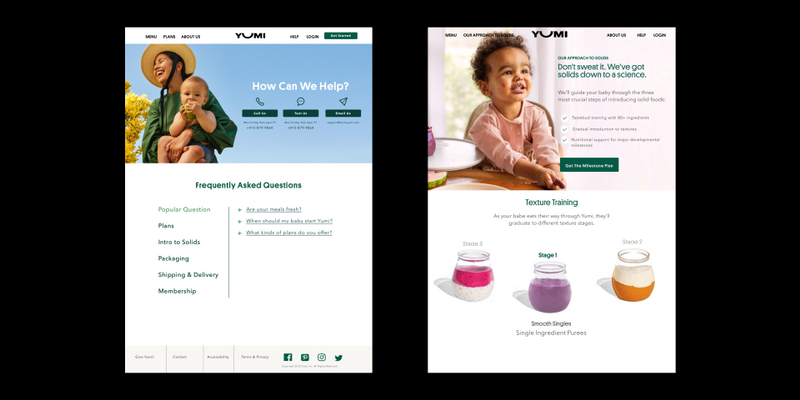 MENU PLANS ABOUT US YUMI HELP LOGIN Get Started
How Can We Help?
Call Us Text Us Email Us
Frequently Asked Questions
Popular Question
Plans
Intro to Solids
Packaging
Shipping & Delivery
Membership
Are your meals fresh?
When should my baby start Yumi?
What kinds of plans do you offer?
Give Yumi Contact Accessibility Terms & Privacy
MENU OUR APPROACH TO SOLIDS YUMI ABOUT US HELP LOGIN
OUR APPROACH TO SOLIDS
Don't sweat it. We've got
solids down to a science.
We'll guide your baby through the three
most crucial steps of introducing solid foods:
Tastebud training with 80+ ingredients
Gradual introduction to textures
Nutritional support for major developmental
milestones
Get The Milestone Plan
Texture Training
As your babe eats their way through Yumi, they'll
graduate to different texture stages.
Stage 3
Stage 1
Stage 2
Smooth Singles
Single Ingredient Purees